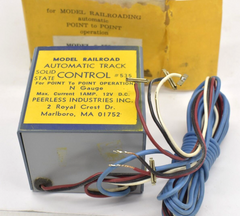 for MODEL RAILROADING
automatic
POINT to POINT
operation
MODEL
MODEL RAILROAD
AUTOMATIC TRACK
SOLID STATE CONTROL
For POINT To POINT OPERATION
N Gauge
Max. Current 1AMP. 12V D.C.
PEERLESS INDUSTRIES INC.
2 Royal Crest Dr.
Marlboro, MA 01752